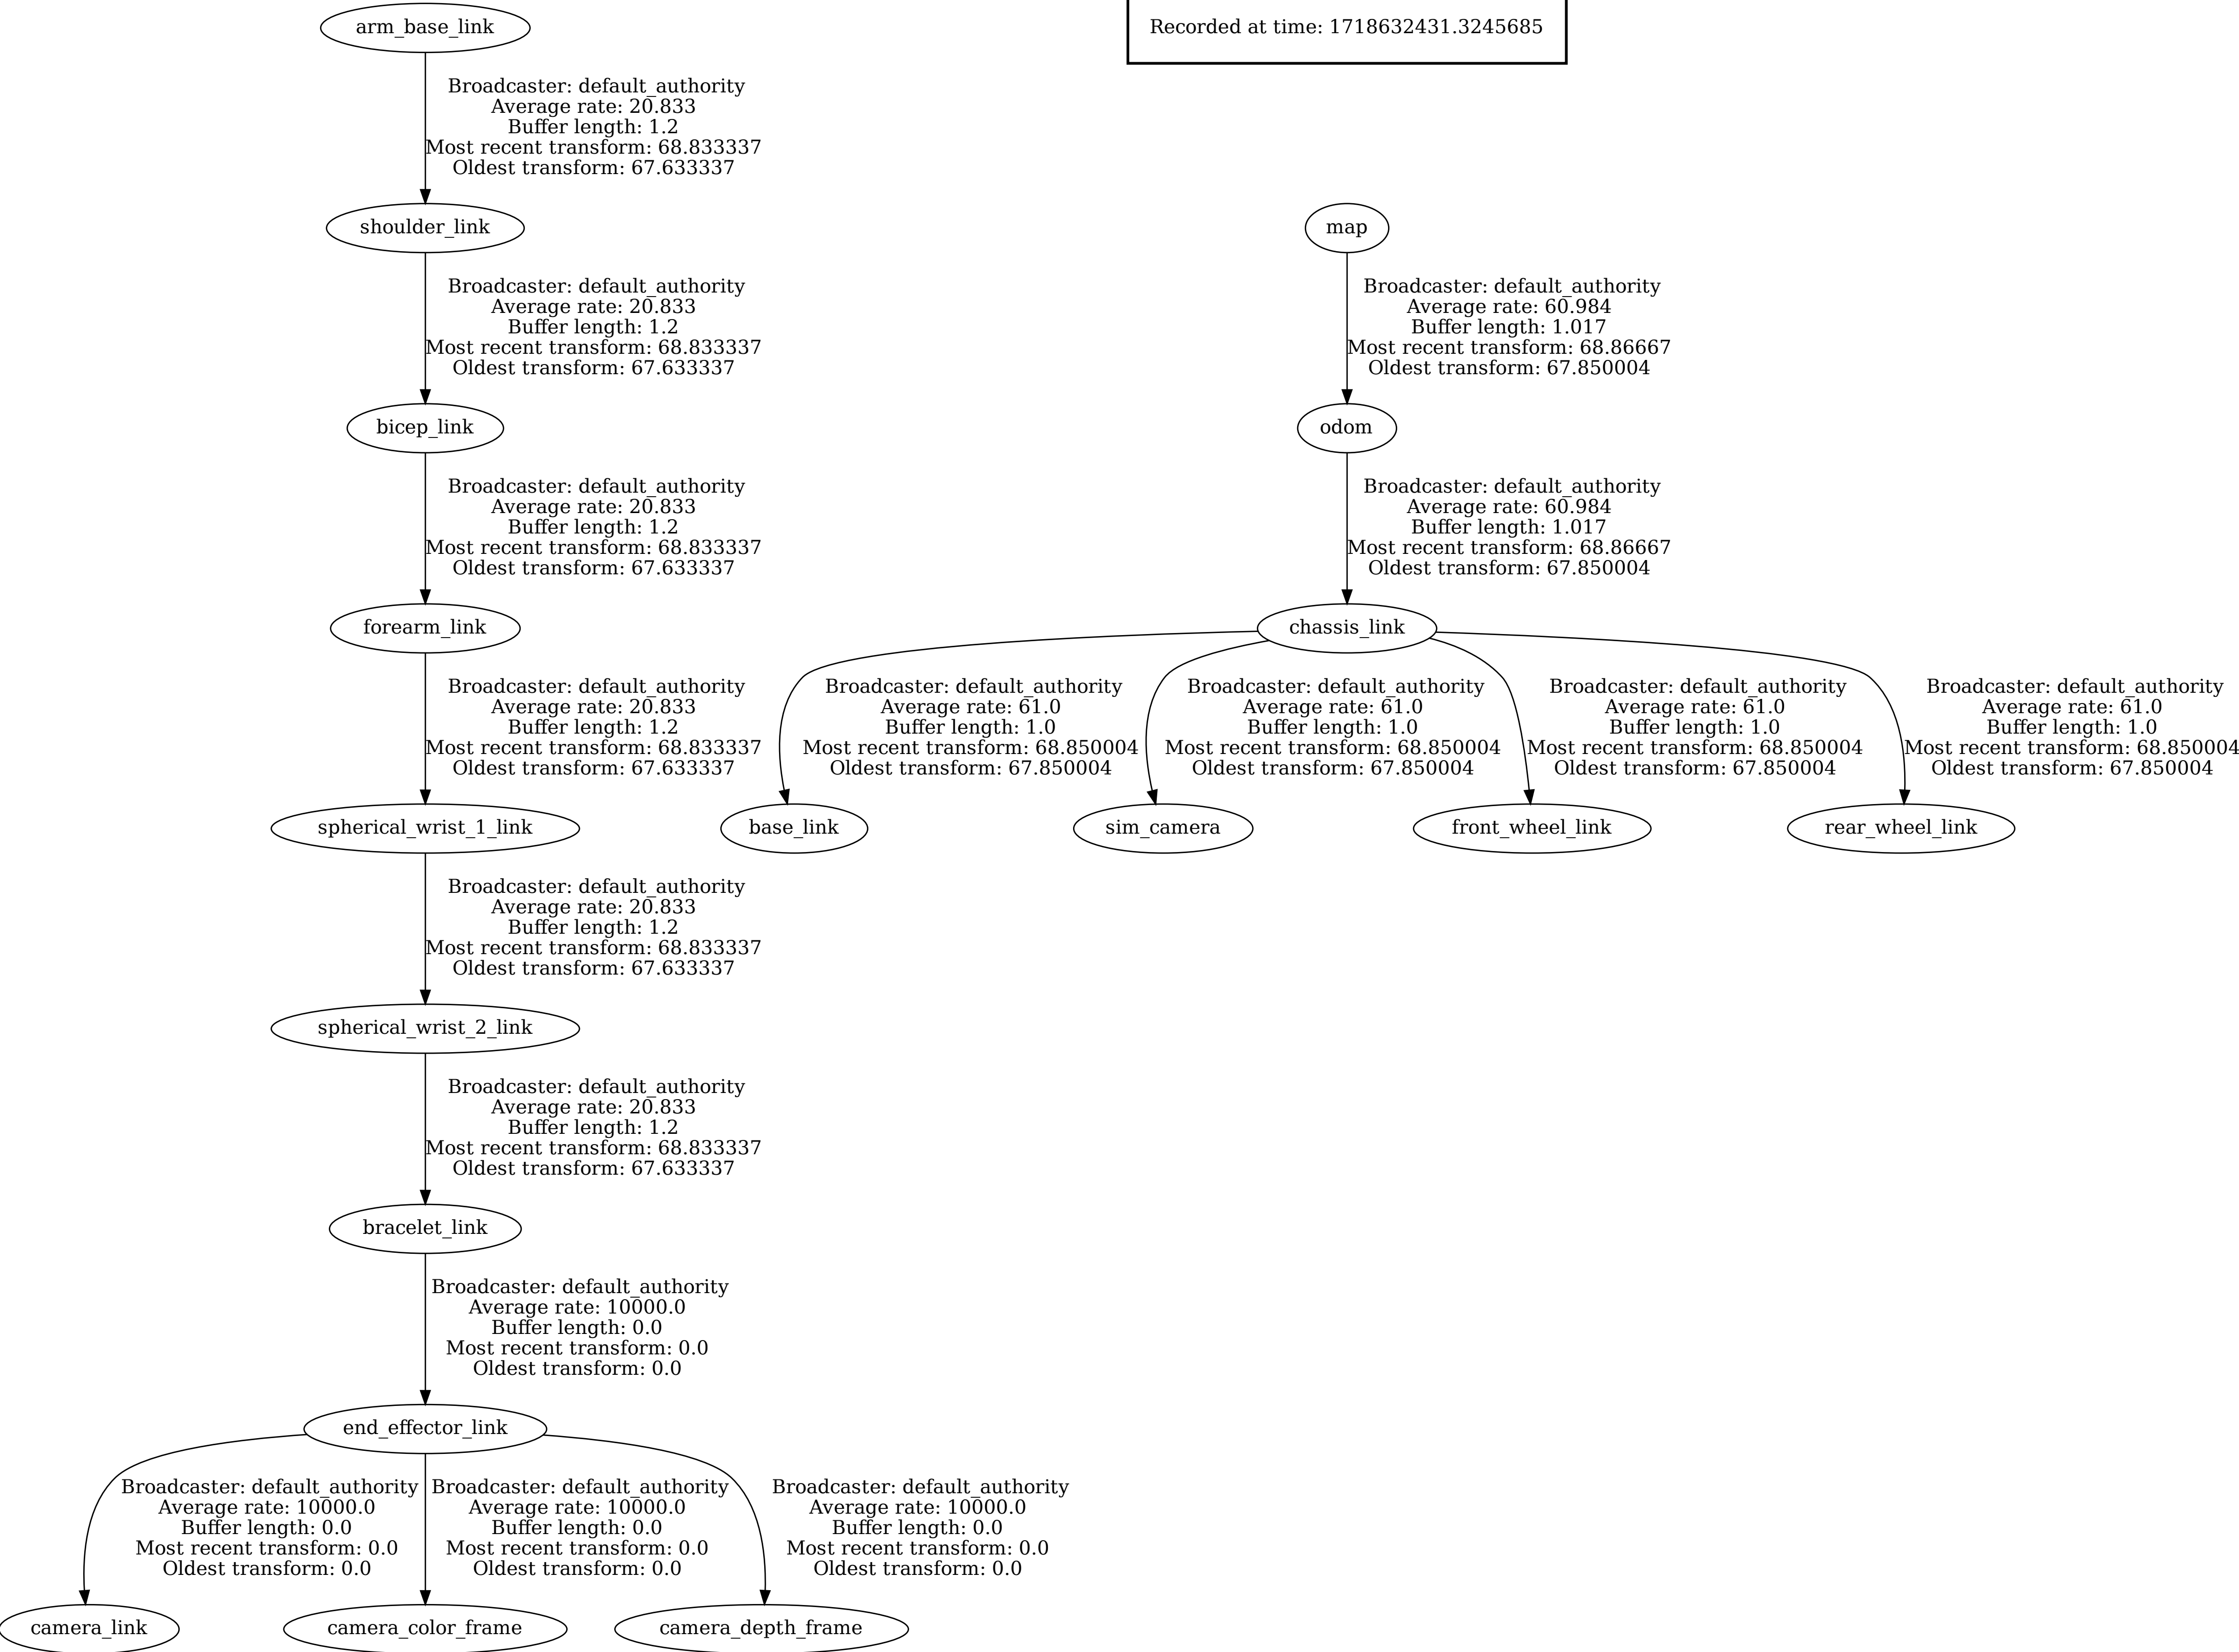 arm_base_link
Recorded at time: 1718632431.3245685
Broadcaster: default_authority
Average rate: 20.833
Buffer length: 1.2
Most recent transform: 68.833337
Oldest transform: 67.633337
shoulder_link
map
Broadcaster: default_authority
Average rate: 20.833
Buffer length: 1.2
Most recent transform: 68.833337
Oldest transform: 67.633337
Broadcaster: default_authority
Average rate: 60.984
Buffer length: 1.017
Most recent transform: 68.86667
Oldest transform: 67.850004
bicep_link
odom
Broadcaster: default_authority
Average rate: 20.833
Buffer length: 1.2
Most recent transform: 68.833337
Oldest transform: 67.633337
Broadcaster: default_authority
Average rate: 60.984
Buffer length: 1.017
Most recent transform: 68.86667
Oldest transform: 67.850004
forearm_link
chassis_link
Broadcaster: default_authority
Average rate: 20.833
Buffer length: 1.2
Most recent transform: 68.833337
Oldest transform: 67.633337
Broadcaster: default_authority
Average rate: 61.0
Buffer length: 1.0
Most recent transform: 68.850004
Oldest transform: 67.850004
Broadcaster: default_authority
Average rate: 61.0
Buffer length: 1.0
Most recent transform: 68.850004
Oldest transform: 67.850004
Broadcaster: default_authority
Average rate: 61.0
Buffer length: 1.0
Most recent transform: 68.850004
Oldest transform: 67.850004
Broadcaster: default_authority
Average rate: 61.0
Buffer length: 1.0
Most recent transform: 68.850004
Oldest transform: 67.850004
spherical_wrist_1_link
base_link
sim_camera
front_wheel_link
rear_wheel_link
Broadcaster: default_authority
Average rate: 20.833
Buffer length: 1.2
Most recent transform: 68.833337
Oldest transform: 67.633337
spherical_wrist_2_link
Broadcaster: default_authority
Average rate: 20.833
Buffer length: 1.2
Most recent transform: 68.833337
Oldest transform: 67.633337
bracelet_link
Broadcaster: default_authority
Average rate: 10000.0
Buffer length: 0.0
Most recent transform: 0.0
Oldest transform: 0.0
end_effector_link
Broadcaster: default_authority
Average rate: 10000.0
Buffer length: 0.0
Most recent transform: 0.0
Oldest transform: 0.0
Broadcaster: default_authority
Average rate: 10000.0
Buffer length: 0.0
Most recent transform: 0.0
Oldest transform: 0.0
Broadcaster: default_authority
Average rate: 10000.0
Buffer length: 0.0
Most recent transform: 0.0
Oldest transform: 0.0
camera_link
camera_color_frame
camera_depth_frame